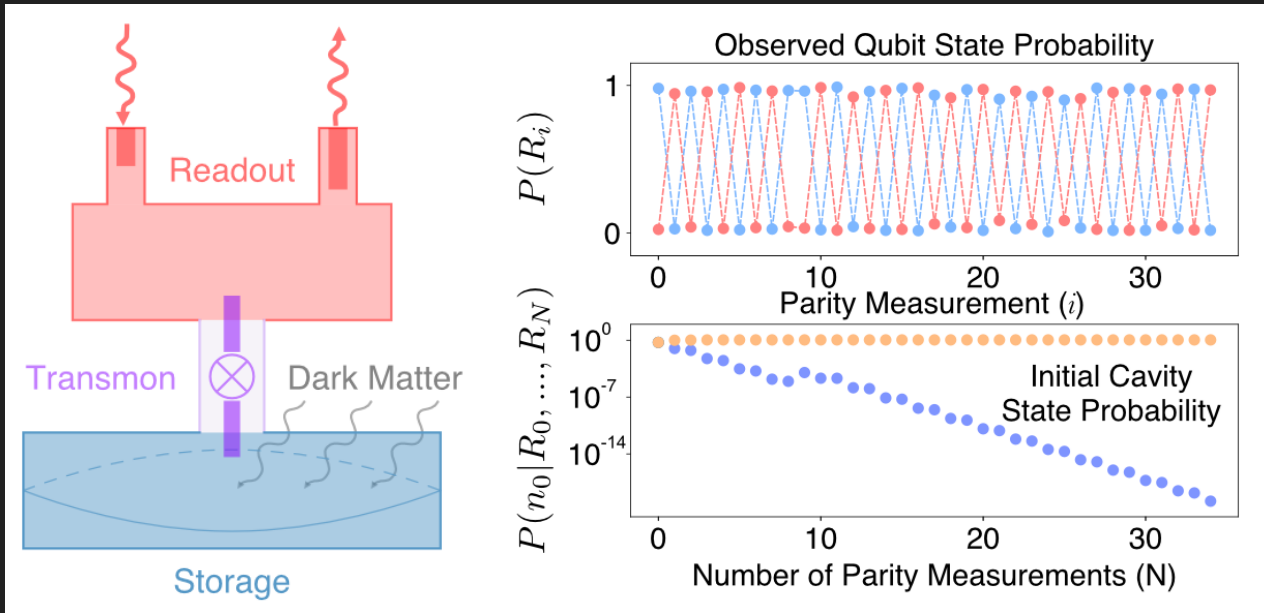 Readout
Transmon
Dark Matter
Storage
Observed Qubit State Probability
P(R_i)
1
0
0 10 20 30
Parity Measurement (i)
P(n_0|R_0, ..., R_N)
10^0
10^-7
10^-14
Initial Cavity
State Probability
0 10 20 30
Number of Parity Measurements (N)